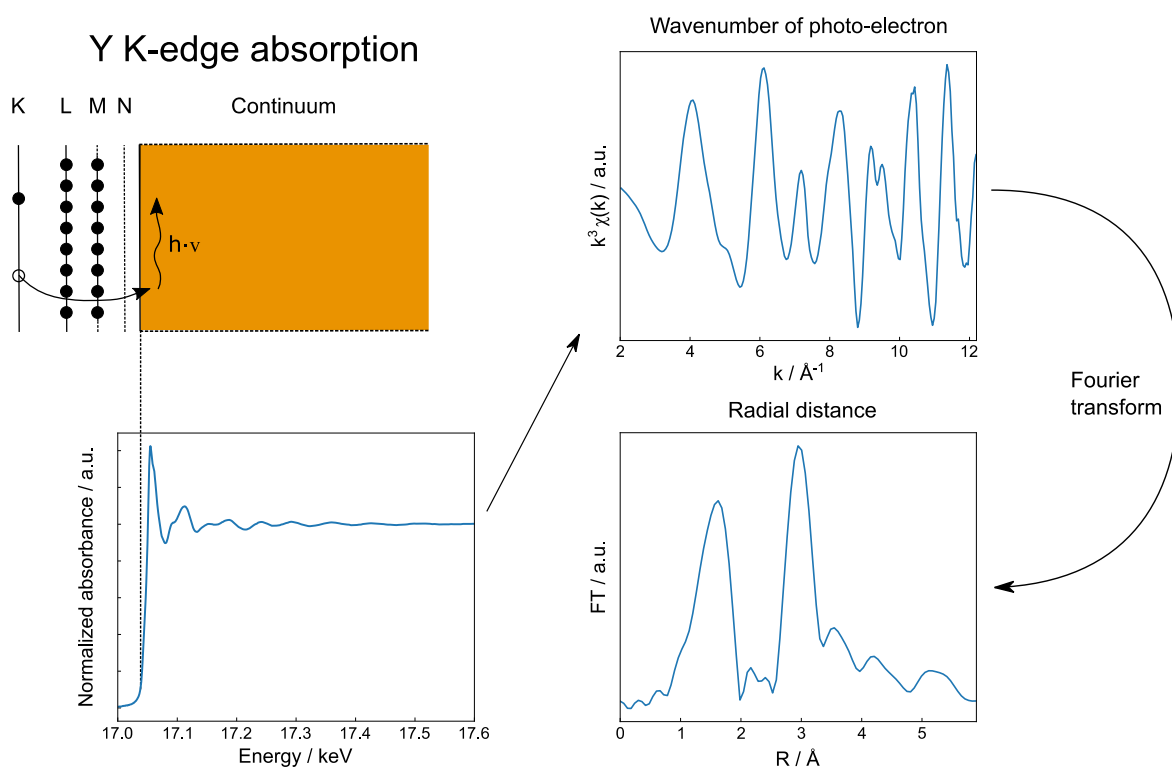 Y K-edge absorption
K L M N Continuum
h·ν
Normalized absorbance / a.u.
17.0 17.1 17.2 17.3 17.4 17.5 17.6
Energy / keV
Wavenumber of photo-electron
k³ χ(k) / a.u.
2 4 6 8 10 12
k / Å⁻¹
Fourier
transform
Radial distance
FT / a.u.
0 1 2 3 4 5
R / Å